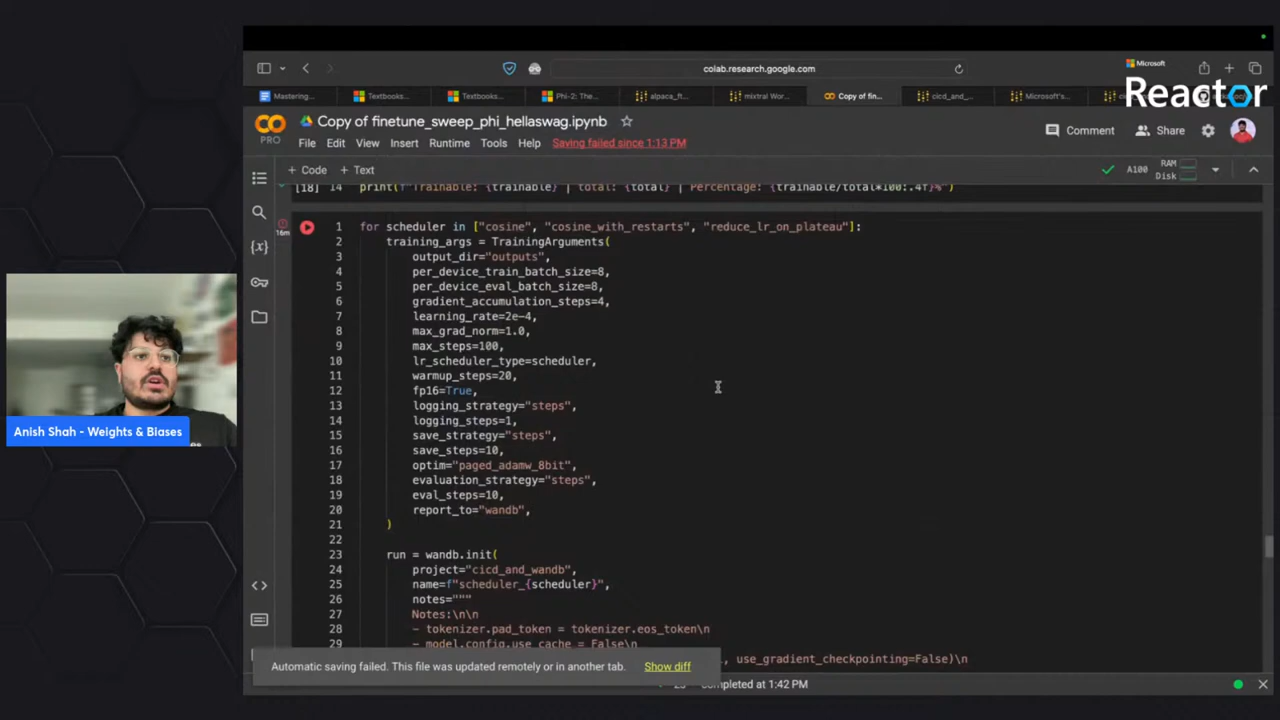 Microsoft
Reactor
colab.research.google.com
Mastering...
Textbooks...
Textbooks...
Phi-2: The...
alpaca_ft...
mixtral Wor...
Copy of fin...
cicd_and_...
Microsoft's...
PRO
Copy of finetune_sweep_phi_hellaswag.ipynb
File Edit View Insert Runtime Tools Help Saving failed since 1:13 PM
Comment
Share
+ Code + Text
A100
RAM
Disk
[18] 14 print(f"Trainable: {trainable} | total: {total} | Percentage: {trainable/total*100:.4f}%")
16m
1 for scheduler in ["cosine", "cosine_with_restarts", "reduce_lr_on_plateau"]:
2 training_args = TrainingArguments(
3 output_dir="outputs",
4 per_device_train_batch_size=8,
5 per_device_eval_batch_size=8,
6 gradient_accumulation_steps=4,
7 learning_rate=2e-4,
8 max_grad_norm=1.0,
9 max_steps=100,
10 lr_scheduler_type=scheduler,
11 warmup_steps=20,
12 fp16=True,
13 logging_strategy="steps",
14 logging_steps=1,
15 save_strategy="steps",
16 save_steps=10,
17 optim="paged_adamw_8bit",
18 evaluation_strategy="steps",
19 eval_steps=10,
20 report_to="wandb",
21 )
22
23 run = wandb.init(
24 project="cicd_and_wandb",
25 name=f"scheduler_{scheduler}",
26 notes="""
27 Notes:\n\n
28 - tokenizer.pad_token = tokenizer.eos_token\n
29 - model.config.use_cache = False\n
, use_gradient_checkpointing=False)\n
Automatic saving failed. This file was updated remotely or in another tab. Show diff
completed at 1:42 PM
Anish Shah - Weights & Biases